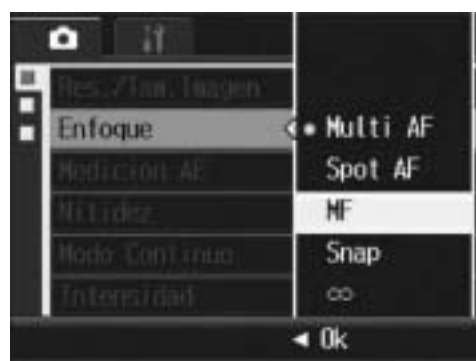 Res./Tam.Imagen
Enfoque
Medición AE
Nitidez
Modo Continuo
Intensidad
Multi AF
Spot AF
MF
Snap
∞
Ok